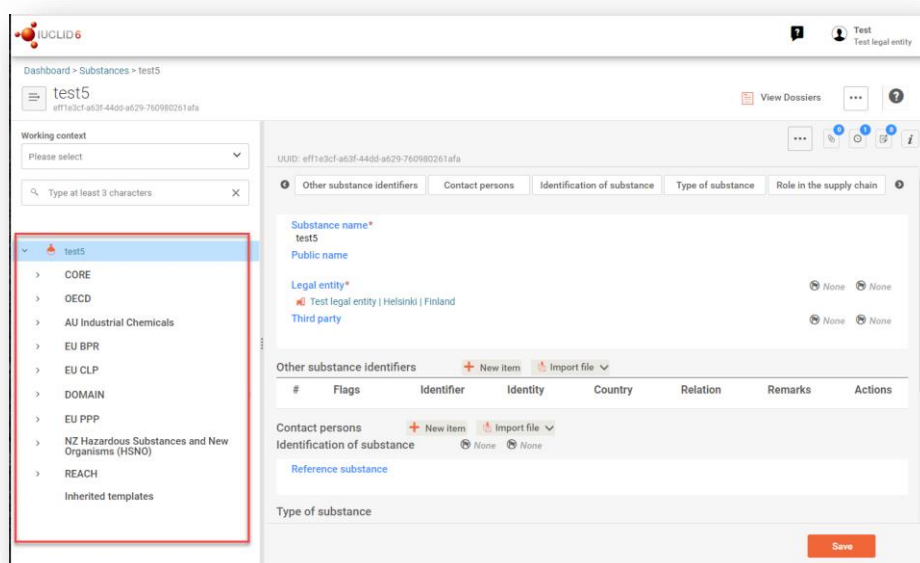 IUCLID 6
Test
Test legal entity
Dashboard > Substances > test5
test5
eff1e3cf-a63f-44dd-a629-760980261afa
View Dossiers
Working context
Please select
Type at least 3 characters
test5
CORE
OECD
AU Industrial Chemicals
EU BPR
EU CLP
DOMAIN
EU PPP
NZ Hazardous Substances and New
Organisms (HSNO)
REACH
Inherited templates
0 1 0
UUID: eff1e3cf-a63f-44dd-a629-760980261afa
Other substance identifiers Contact persons Identification of substance Type of substance Role in the supply chain
Substance name*
test5
Public name
Legal entity* None None
Test legal entity | Helsinki | Finland
Third party None None
Other substance identifiers New item Import file
# Flags Identifier Identity Country Relation Remarks Actions
Contact persons New item Import file
Identification of substance None None
Reference substance
Type of substance
Save